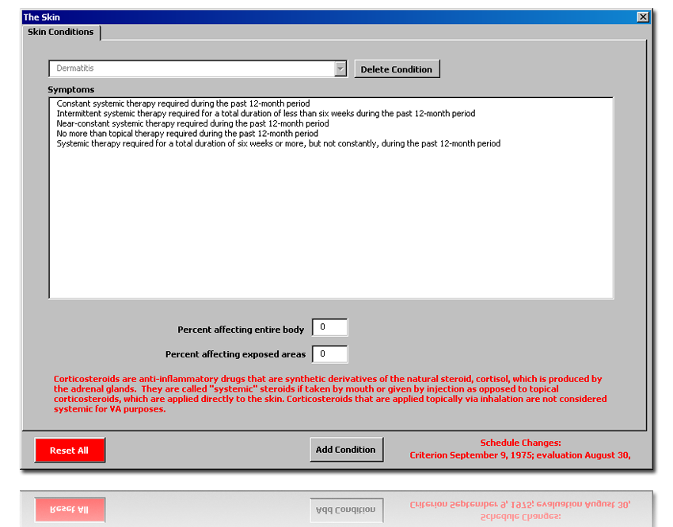 The Skin
Skin Conditions
Dermatitis
Delete Condition
Symptoms
Constant systemic therapy required during the past 12-month period
Intermittent systemic therapy required for a total duration of less than six weeks during the past 12-month period
Near-constant systemic therapy required during the past 12-month period
No more than topical therapy required during the past 12-month period
Systemic therapy required for a total duration of six weeks or more, but not constantly, during the past 12-month period
Percent affecting entire body 0
Percent affecting exposed areas 0
Corticosteroids are anti-inflammatory drugs that are synthetic derivatives of the natural steroid, cortisol, which is produced by
the adrenal glands. They are called "systemic" steroids if taken by mouth or given by injection as opposed to topical
corticosteroids, which are applied directly to the skin. Corticosteroids that are applied topically via inhalation are not considered
systemic for VA purposes.
Reset All
Add Condition
Schedule Changes:
Criterion September 9, 1975; evaluation August 30,